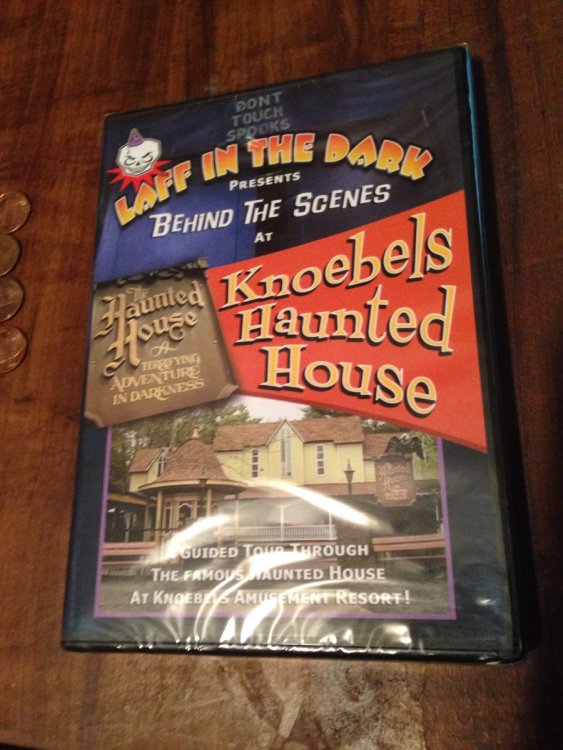 DONT
TOUCH
SPOOKS
LAFF IN THE DARK
PRESENTS
BEHIND THE SCENES
AT
Knoebels
Haunted
House
The
Haunted
House
A
TERRIFYING
ADVENTURE
IN DARKNESS
A GUIDED TOUR THROUGH
THE FAMOUS HAUNTED HOUSE
AT KNOEBELS AMUSEMENT RESORT!